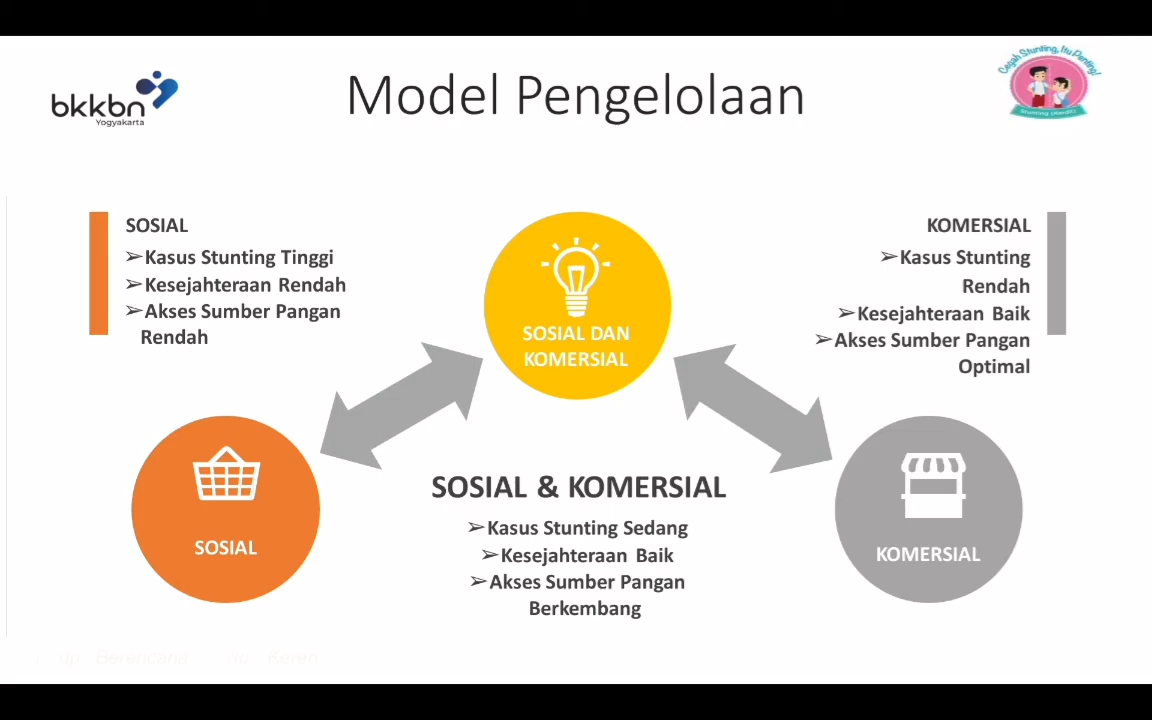 bkkbn
Yogyakarta
Model Pengelolaan
Cegah Stunting, Itu Penting!
SOSIAL
➢Kasus Stunting Tinggi
➢Kesejahteraan Rendah
➢Akses Sumber Pangan
Rendah
SOSIAL DAN
KOMERSIAL
KOMERSIAL
➢Kasus Stunting
Rendah
➢Kesejahteraan Baik
➢Akses Sumber Pangan
Optimal
SOSIAL
SOSIAL & KOMERSIAL
➢Kasus Stunting Sedang
➢Kesejahteraan Baik
➢Akses Sumber Pangan
Berkembang
KOMERSIAL
Berencana Keren